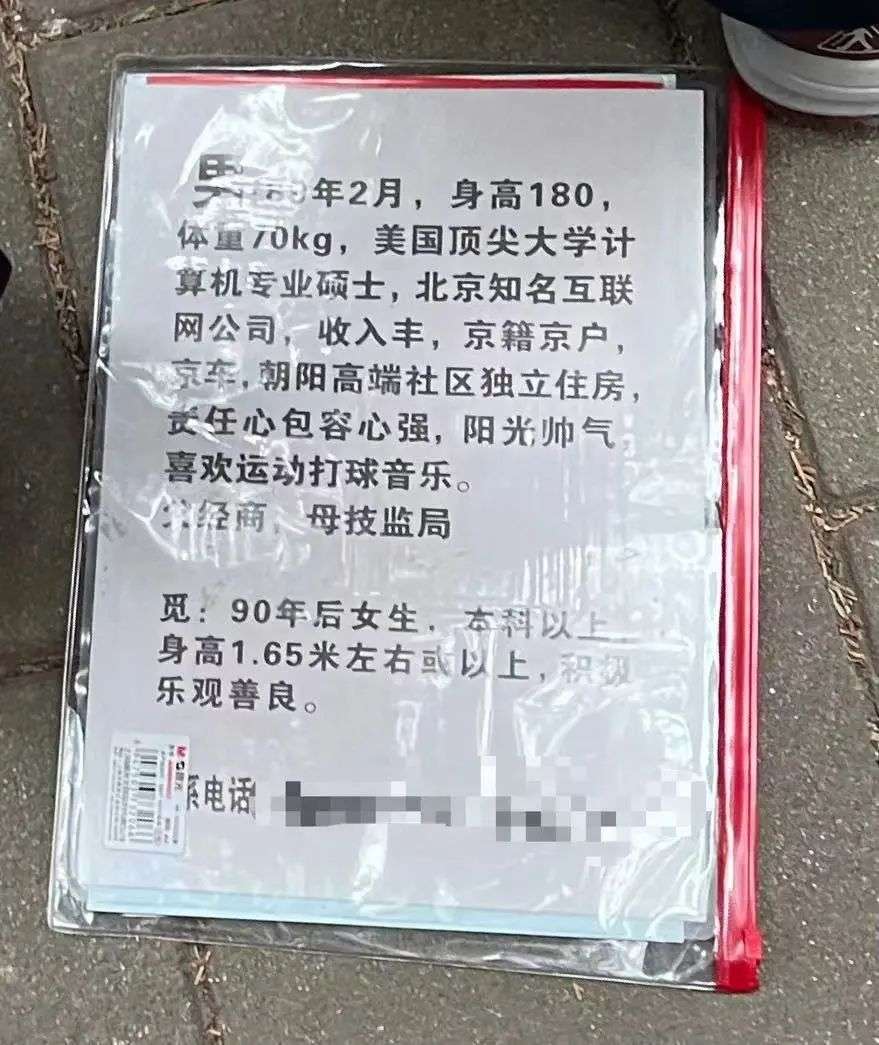 男 89年2月，身高180，
体重70kg，美国顶尖大学计
算机专业硕士，北京知名互联
网公司，收入丰，京籍京户，
京车，朝阳高端社区独立住房，
责任心包容心强，阳光帅气
喜欢运动打球音乐。
父经商，母技监局
觅：90年后女生，本科以上，
身高1.65米左右或以上，积极
乐观善良。
系电话